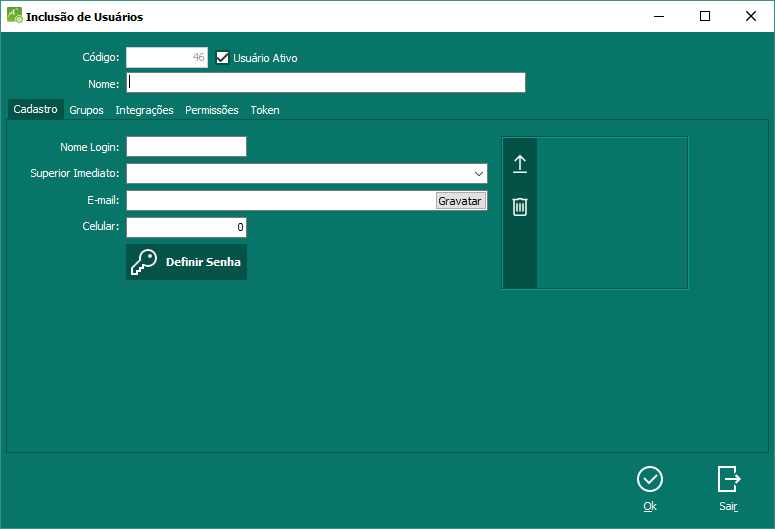 Inclusão de Usuários
Código: 46 Usuário Ativo
Nome:
Cadastro Grupos Integrações Permissões Token
Nome Login:
Superior Imediato:
E-mail: Gravatar
Celular: 0
Definir Senha
Ok Sair